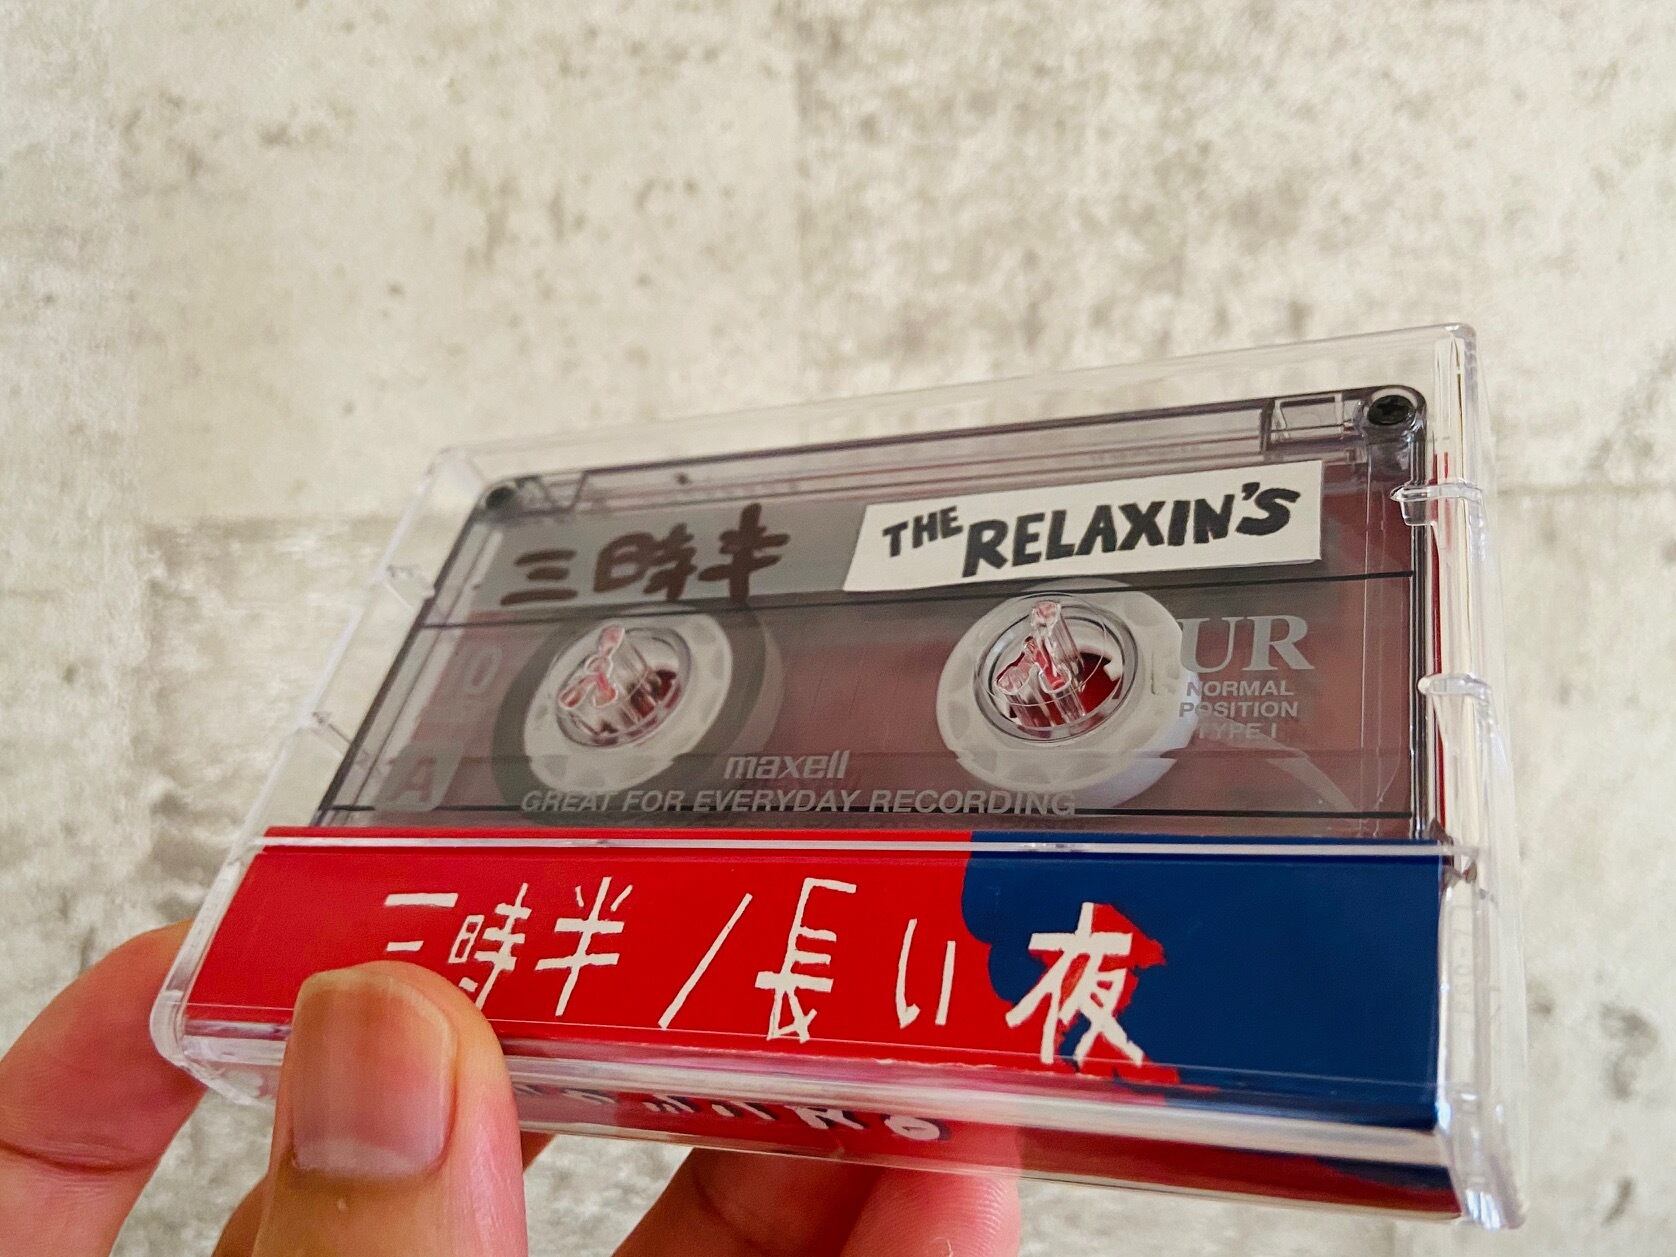 三時半
THE RELAXIN'S
UR
NORMAL
POSITION
TYPE I
A
maxell
GREAT FOR EVERYDAY RECORDING
三時半/長い夜